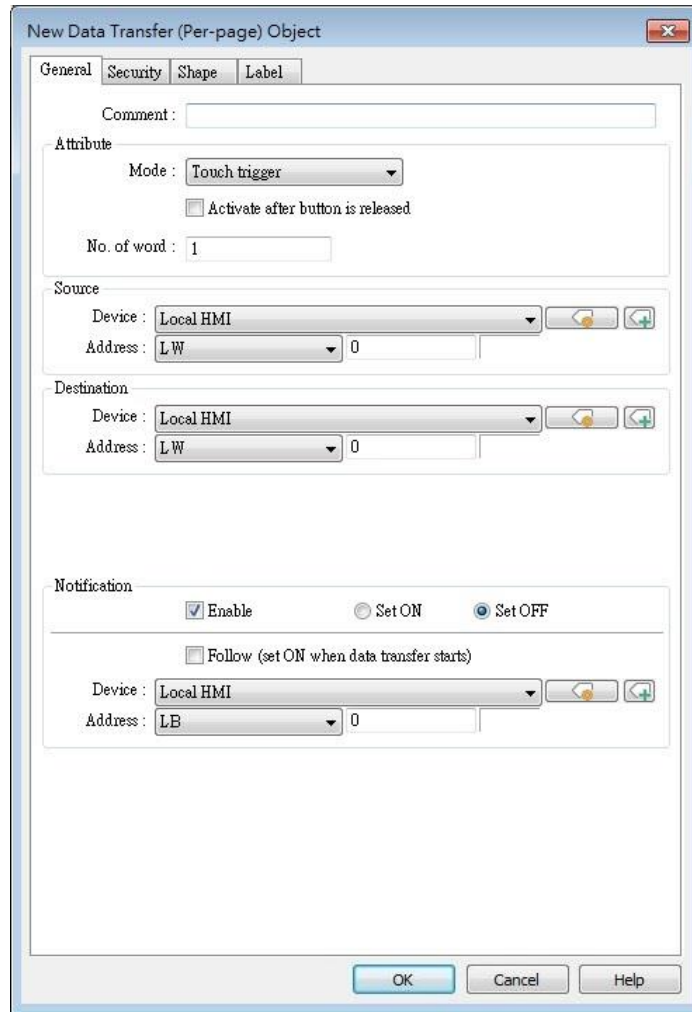 New Data Transfer (Per-page) Object
General Security Shape Label
Comment :
Attribute
Mode : Touch trigger
Activate after button is released
No. of word : 1
Source
Device : Local HMI
Address : LW 0
Destination
Device : Local HMI
Address : LW 0
Notification
Enable Set ON Set OFF
Follow (set ON when data transfer starts)
Device : Local HMI
Address : LB 0
OK Cancel Help